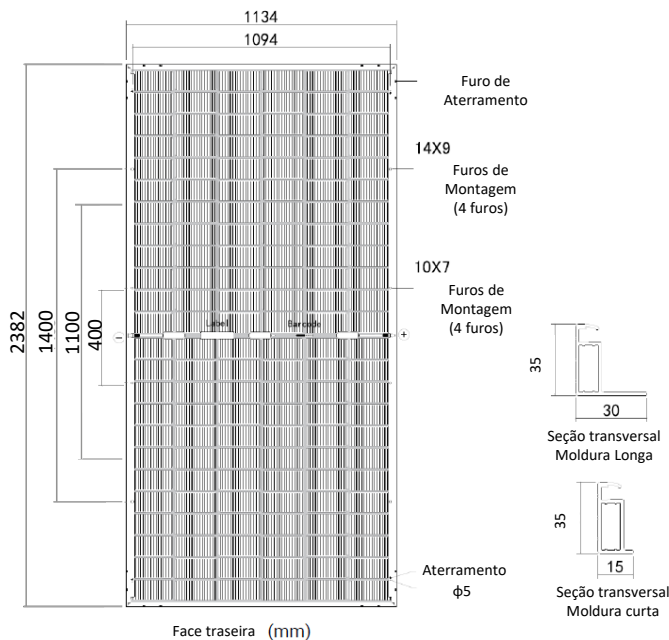 1134
1094
Furo de
Aterramento
14X9
Furos de
Montagem
(4 furos)
10X7
Furos de
Montagem
(4 furos)
2382
1400
1100
400
Label
Barcode
−
+
35
30
Seção transversal
Moldura Longa
35
15
Seção transversal
Moldura curta
Aterramento
ϕ5
Face traseira (mm)